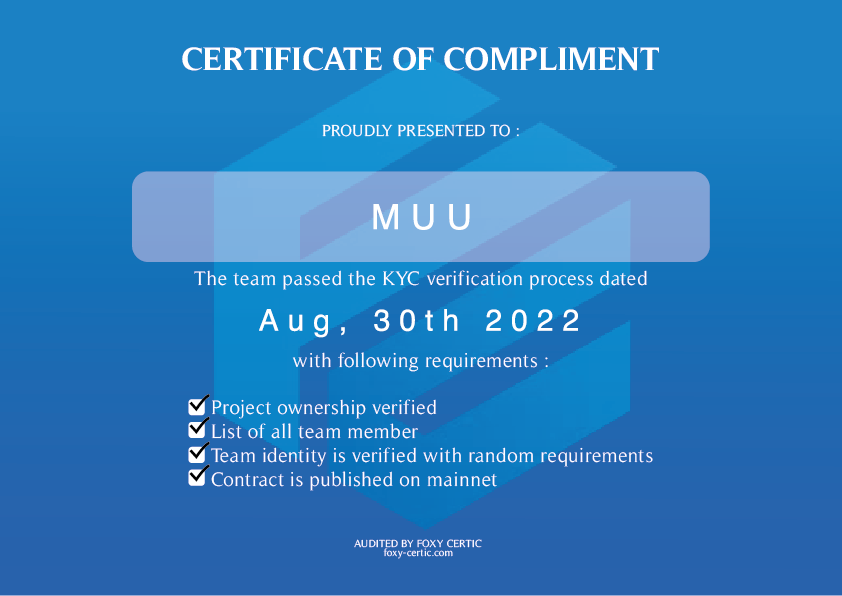 CERTIFICATE OF COMPLIMENT
PROUDLY PRESENTED TO :
MUU
The team passed the KYC verification process dated
Aug, 30th 2022
with following requirements :
Project ownership verified
List of all team member
Team identity is verified with random requirements
Contract is published on mainnet
AUDITED BY FOXY CERTIC
foxy-certic.com